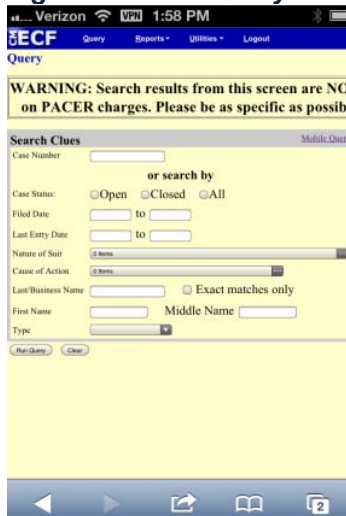 Verizon VPN 1:58 PM
ECF Query Reports Utilities Logout
Query
WARNING: Search results from this screen are NO
on PACER charges. Please be as specific as possib
Search Clues Mobile Quer
Case Number
or search by
Case Status: Open Closed All
Filed Date to
Last Entry Date to
Nature of Suit 0 items
Cause of Action 0 items
Last/Business Name Exact matches only
First Name Middle Name
Type
Run Query Clear
2